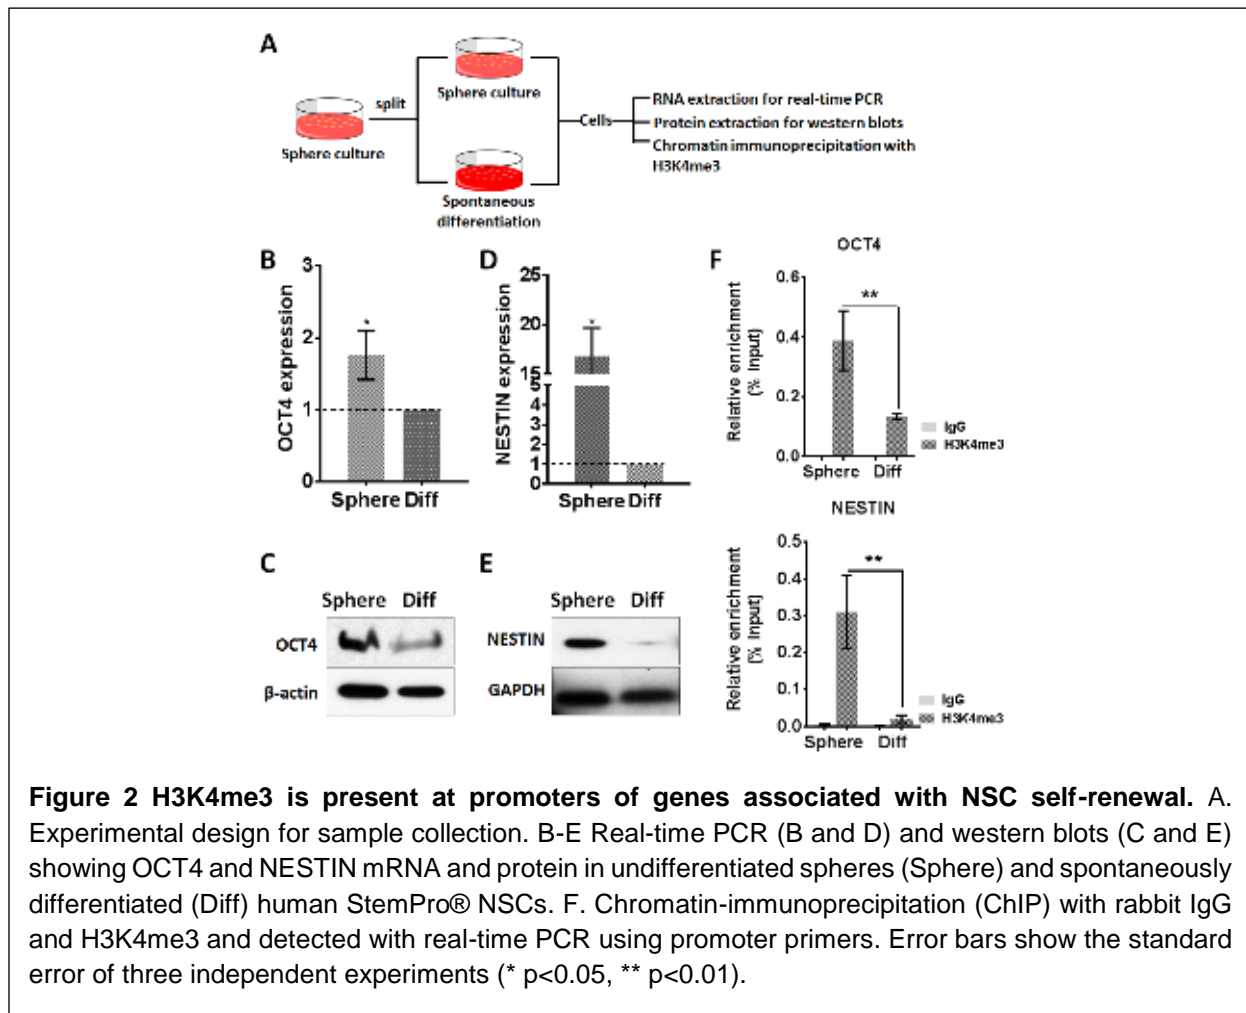 A
split
Sphere culture
Sphere culture
Spontaneous
differentiation
Cells
RNA extraction for real-time PCR
Protein extraction for western blots
Chromatin immunoprecipitation with
H3K4me3
B
OCT4 expression
3
2
1
0
*
Sphere Diff
D
NESTIN expression
25
20
15
5
4
3
2
1
0
*
Sphere Diff
F
OCT4
Relative enrichment
(% Input)
0.6
0.4
0.2
0.0
**
Sphere Diff
IgG
H3K4me3
NESTIN
Relative enrichment
(% Input)
0.5
0.4
0.3
0.2
0.1
0.0
**
Sphere Diff
IgG
H3K4me3
C
Sphere Diff
OCT4
β-actin
E
Sphere Diff
NESTIN
GAPDH
Figure 2 H3K4me3 is present at promoters of genes associated with NSC self-renewal. A.
Experimental design for sample collection. B-E Real-time PCR (B and D) and western blots (C and E)
showing OCT4 and NESTIN mRNA and protein in undifferentiated spheres (Sphere) and spontaneously
differentiated (Diff) human StemPro® NSCs. F. Chromatin-immunoprecipitation (ChIP) with rabbit IgG
and H3K4me3 and detected with real-time PCR using promoter primers. Error bars show the standard
error of three independent experiments (* p<0.05, ** p<0.01).